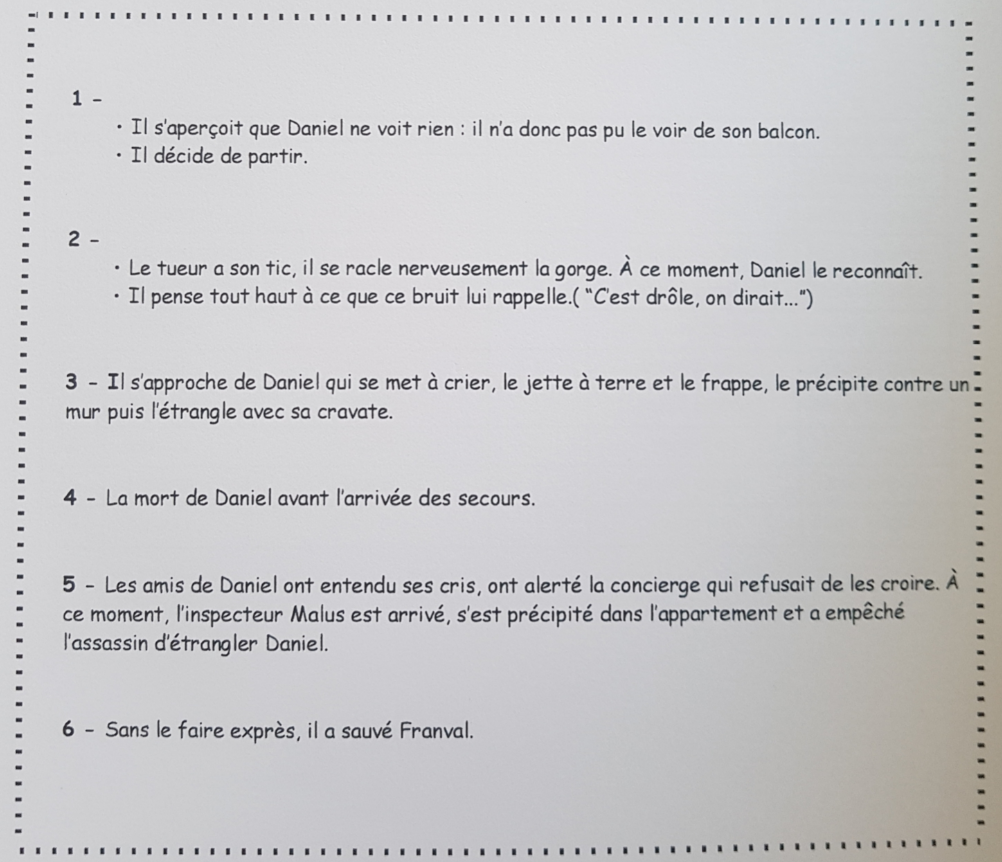 1 -
• Il s'aperçoit que Daniel ne voit rien : il n'a donc pas pu le voir de son balcon.
• Il décide de partir.
2 -
• Le tueur a son tic, il se racle nerveusement la gorge. À ce moment, Daniel le reconnaît.
• Il pense tout haut à ce que ce bruit lui rappelle.( "C'est drôle, on dirait...")
3 - Il s'approche de Daniel qui se met à crier, le jette à terre et le frappe, le précipite contre un
mur puis l'étrangle avec sa cravate.
4 - La mort de Daniel avant l'arrivée des secours.
5 - Les amis de Daniel ont entendu ses cris, ont alerté la concierge qui refusait de les croire. À
ce moment, l'inspecteur Malus est arrivé, s'est précipité dans l'appartement et a empêché
l'assassin d'étrangler Daniel.
6 - Sans le faire exprès, il a sauvé Franval.